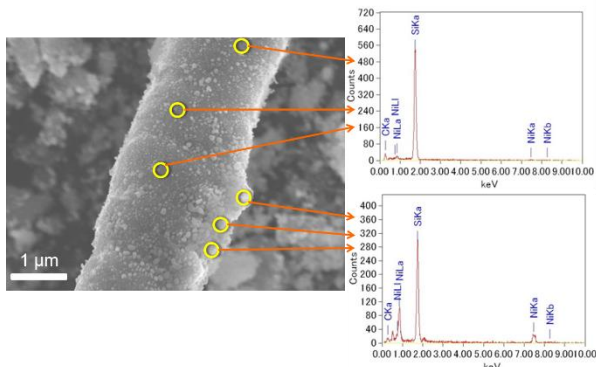 1 μm
720
640
560
480
400
320
240
160
80
0
Counts
CKa
NiLa
NiLl
SiKa
NiKa
NiKb
0.00 1.00 2.00 3.00 4.00 5.00 6.00 7.00 8.00 9.00 10.00
keV
400
360
320
280
240
200
160
120
80
40
0
Counts
CKa
NiLl
NiLa
SiKa
NiKa
NiKb
0.00 1.00 2.00 3.00 4.00 5.00 6.00 7.00 8.00 9.00 10.00
keV